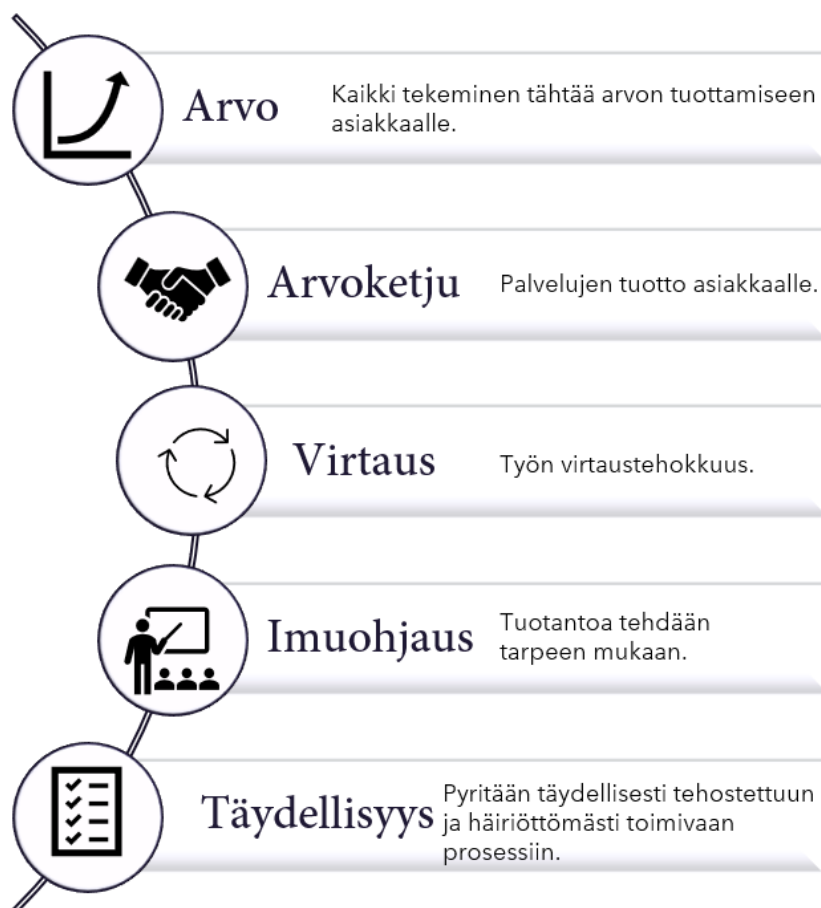 Arvo
Kaikki tekeminen tähtää arvon tuottamiseen
asiakkaalle.
Arvoketju
Palvelujen tuotto asiakkaalle.
Virtaus
Työn virtaustehokkuus.
Imuohjaus
Tuotantoa tehdään
tarpeen mukaan.
Täydellisyys
Pyritään täydellisesti tehostettuun
ja häiriöttömästi toimivaan
prosessiin.